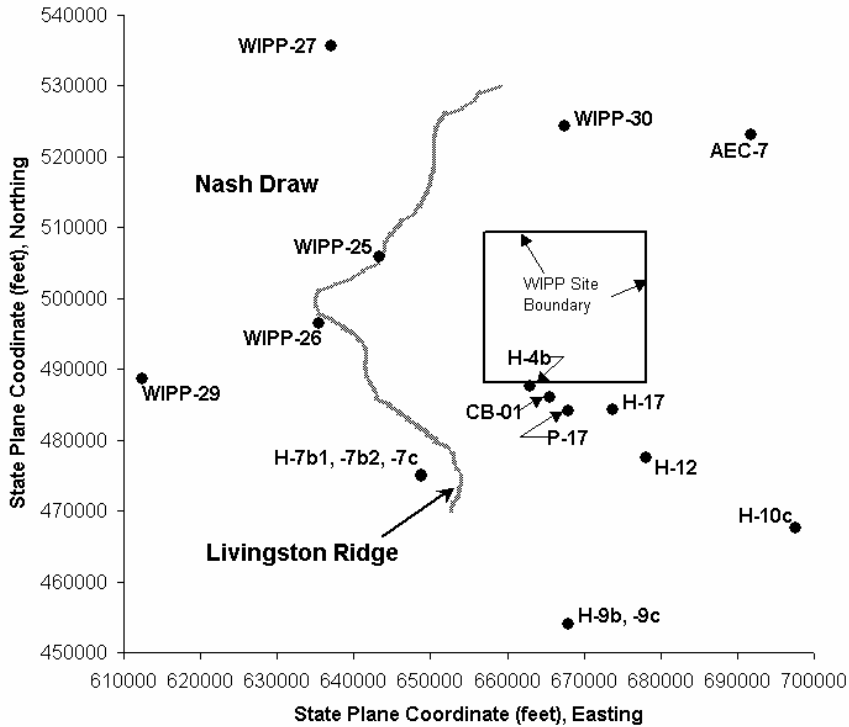 540000
530000
520000
510000
500000
490000
480000
470000
460000
450000
State Plane Coodinate (feet), Northing
WIPP-27
WIPP-30
AEC-7
Nash Draw
WIPP-25
WIPP Site
Boundary
WIPP-26
H-4b
WIPP-29
CB-01
H-17
P-17
H-7b1, -7b2, -7c
H-12
H-10c
Livingston Ridge
H-9b, -9c
610000 620000 630000 640000 650000 660000 670000 680000 690000 700000
State Plane Coordinate (feet), Easting